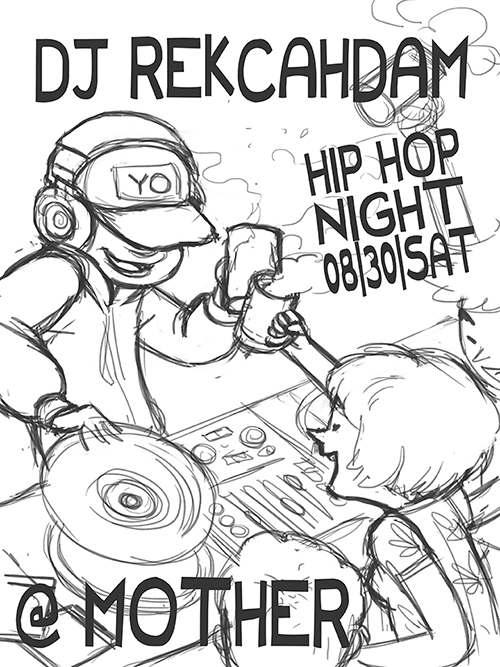 DJ REKCAHDAM
YO
HIP HOP
NIGHT
08|30|SAT
@ MOTHER